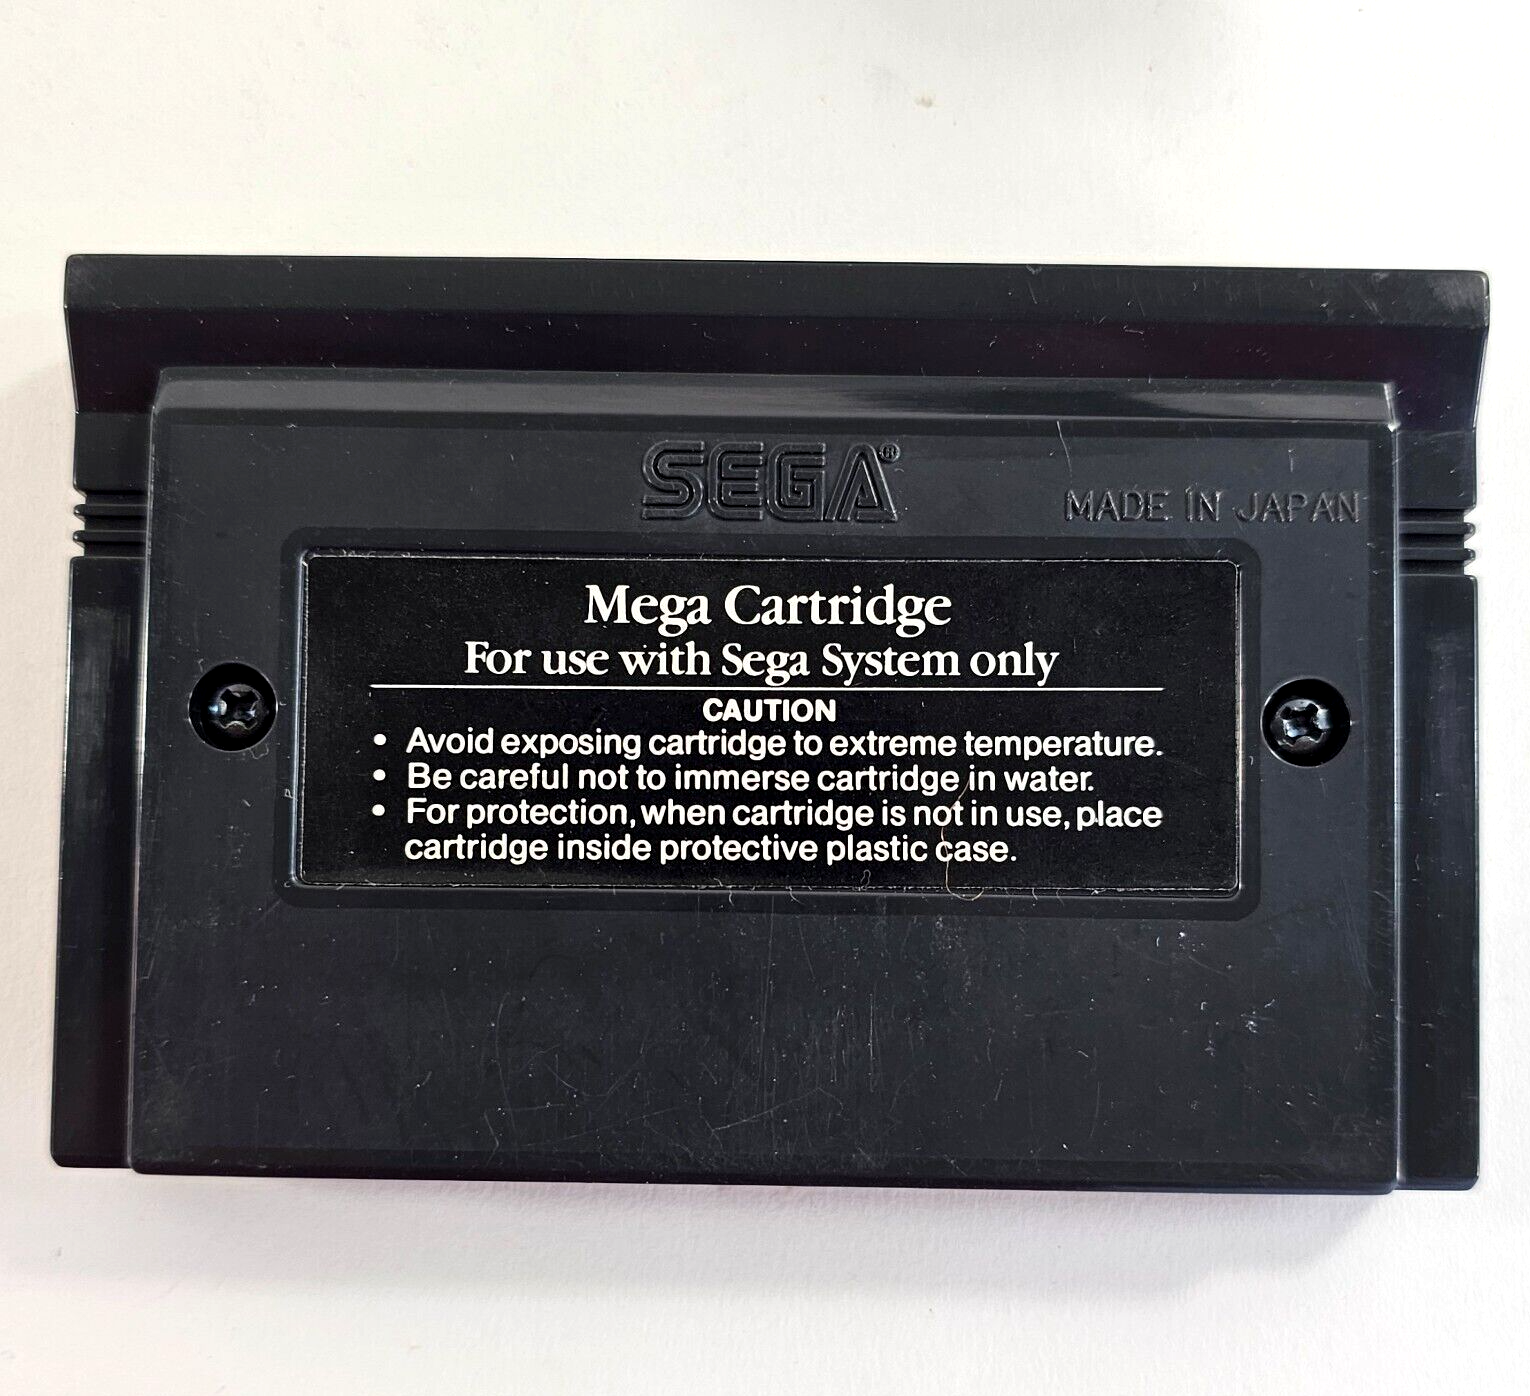 SEGA®
MADE IN JAPAN
Mega Cartridge
For use with Sega System only
CAUTION
• Avoid exposing cartridge to extreme temperature.
• Be careful not to immerse cartridge in water.
• For protection, when cartridge is not in use, place
cartridge inside protective plastic case.